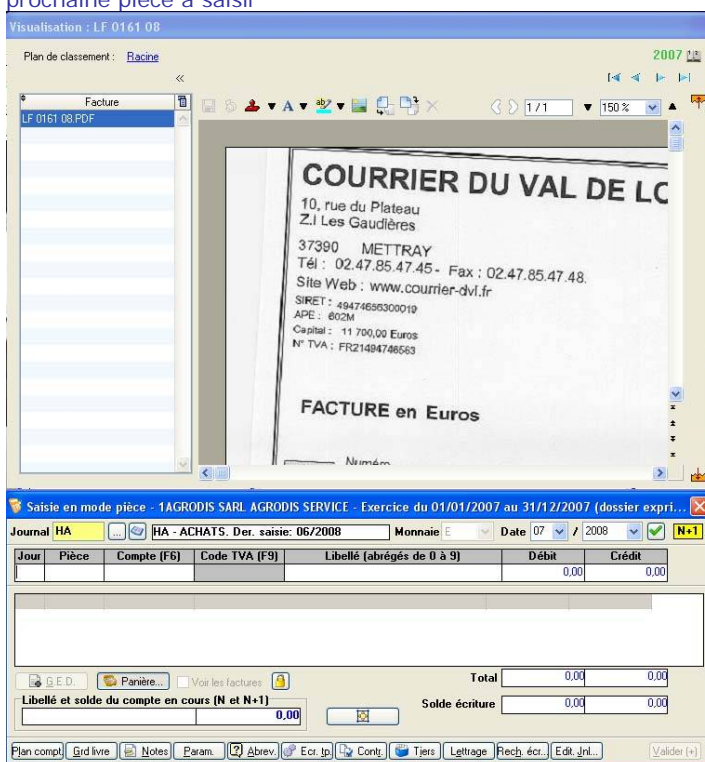 prochaine pièce à saisir
Visualisation : LF 0161 08
Plan de classement : Racine
2007
«
Facture
LF 0161 08.PDF
A
1 / 1
150 %
COURRIER DU VAL DE LO
10, rue du Plateau
Z.I Les Gaudières
37390 METTRAY
Tél : 02.47.85.47.45 - Fax : 02.47.85.47.48.
Site Web : www.courrier-dvl.fr
SIRET : 49474656300019
APE : 602M
Capital : 11 700,00 Euros
N° TVA : FR21494746563
FACTURE en Euros
Numéro
Saisie en mode pièce - 1AGRODIS SARL AGRODIS SERVICE - Exercice du 01/01/2007 au 31/12/2007 (dossier expri...
Journal HA ... HA - ACHATS. Der. saisie: 06/2008 Monnaie E Date 07 / 2008 N+1
Jour Pièce Compte (F6) Code TVA (F9) Libellé (abrégés de 0 à 9) Débit Crédit
0,00 0,00
G.E.D. Panière... Voir les factures Total 0,00 0,00
Libellé et solde du compte en cours (N et N+1) Solde écriture 0,00 0,00
0,00
Plan compt. Grd livre Notes Param. Abrev. Ecr. tp. Contr. Tiers Lettrage Rech. écr.. Edit. Jnl... Valider (+)